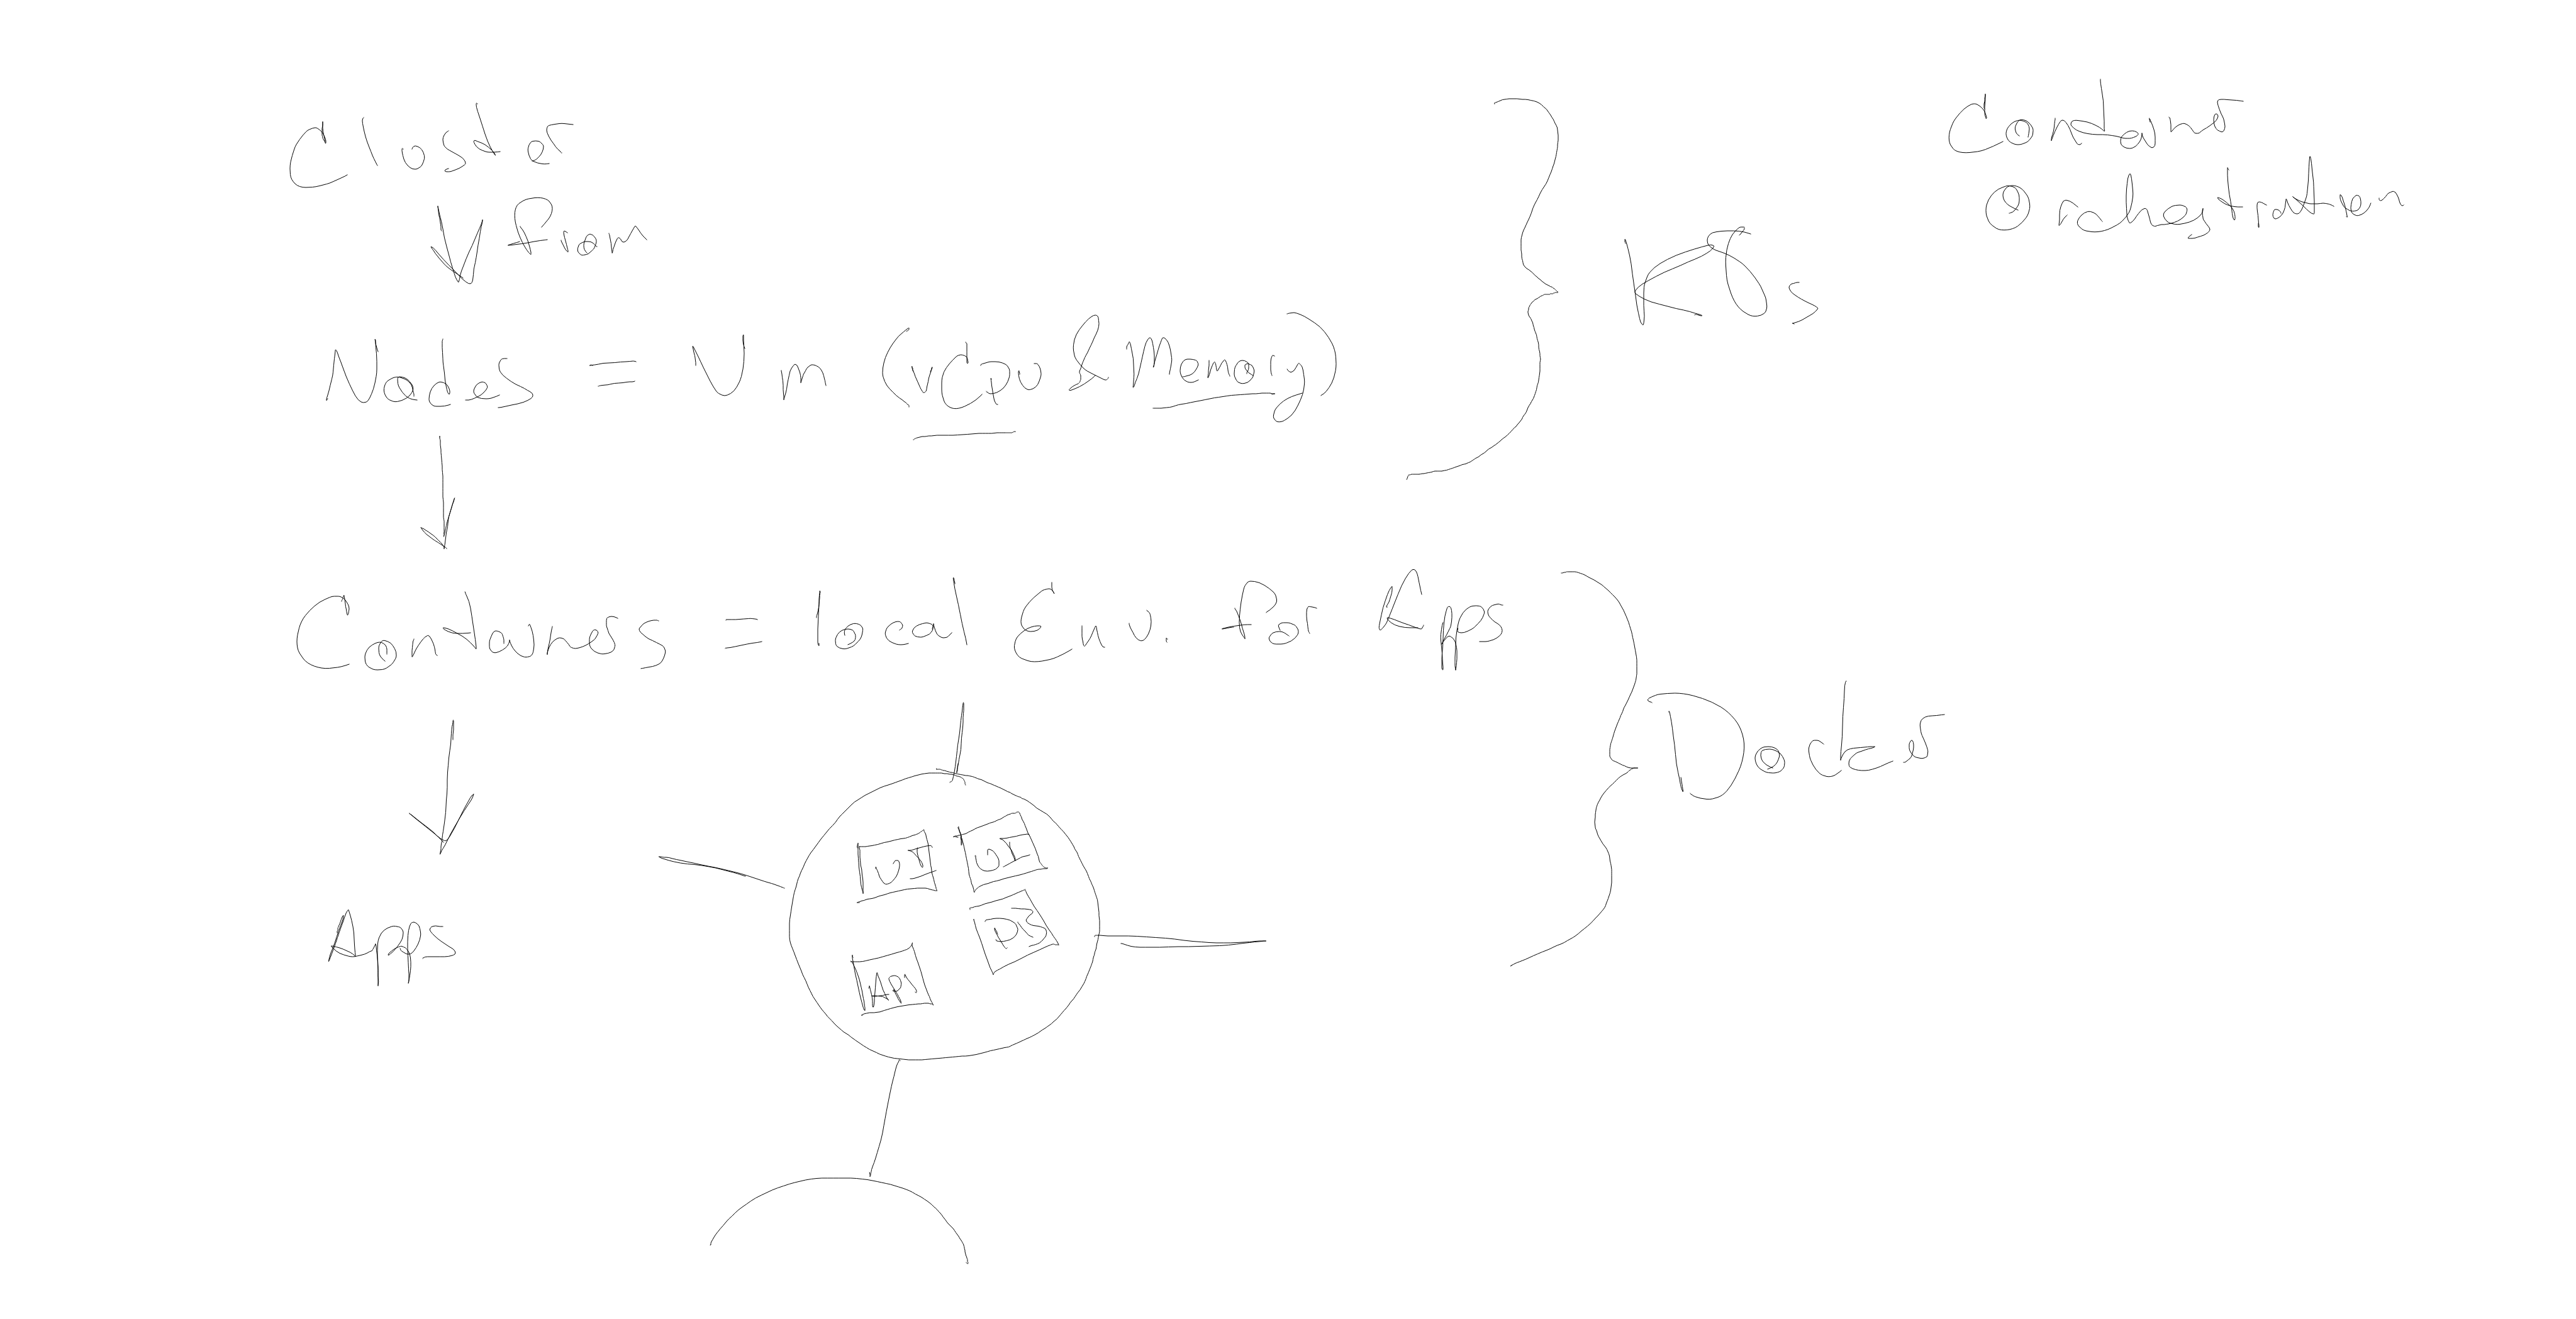 Cluster
from
Nodes = Vm (vCpu & Memory)
K8s
Container
Orchestration
Containers = local Env. for Apps
Docker
Apps
UI
UI
DB
API